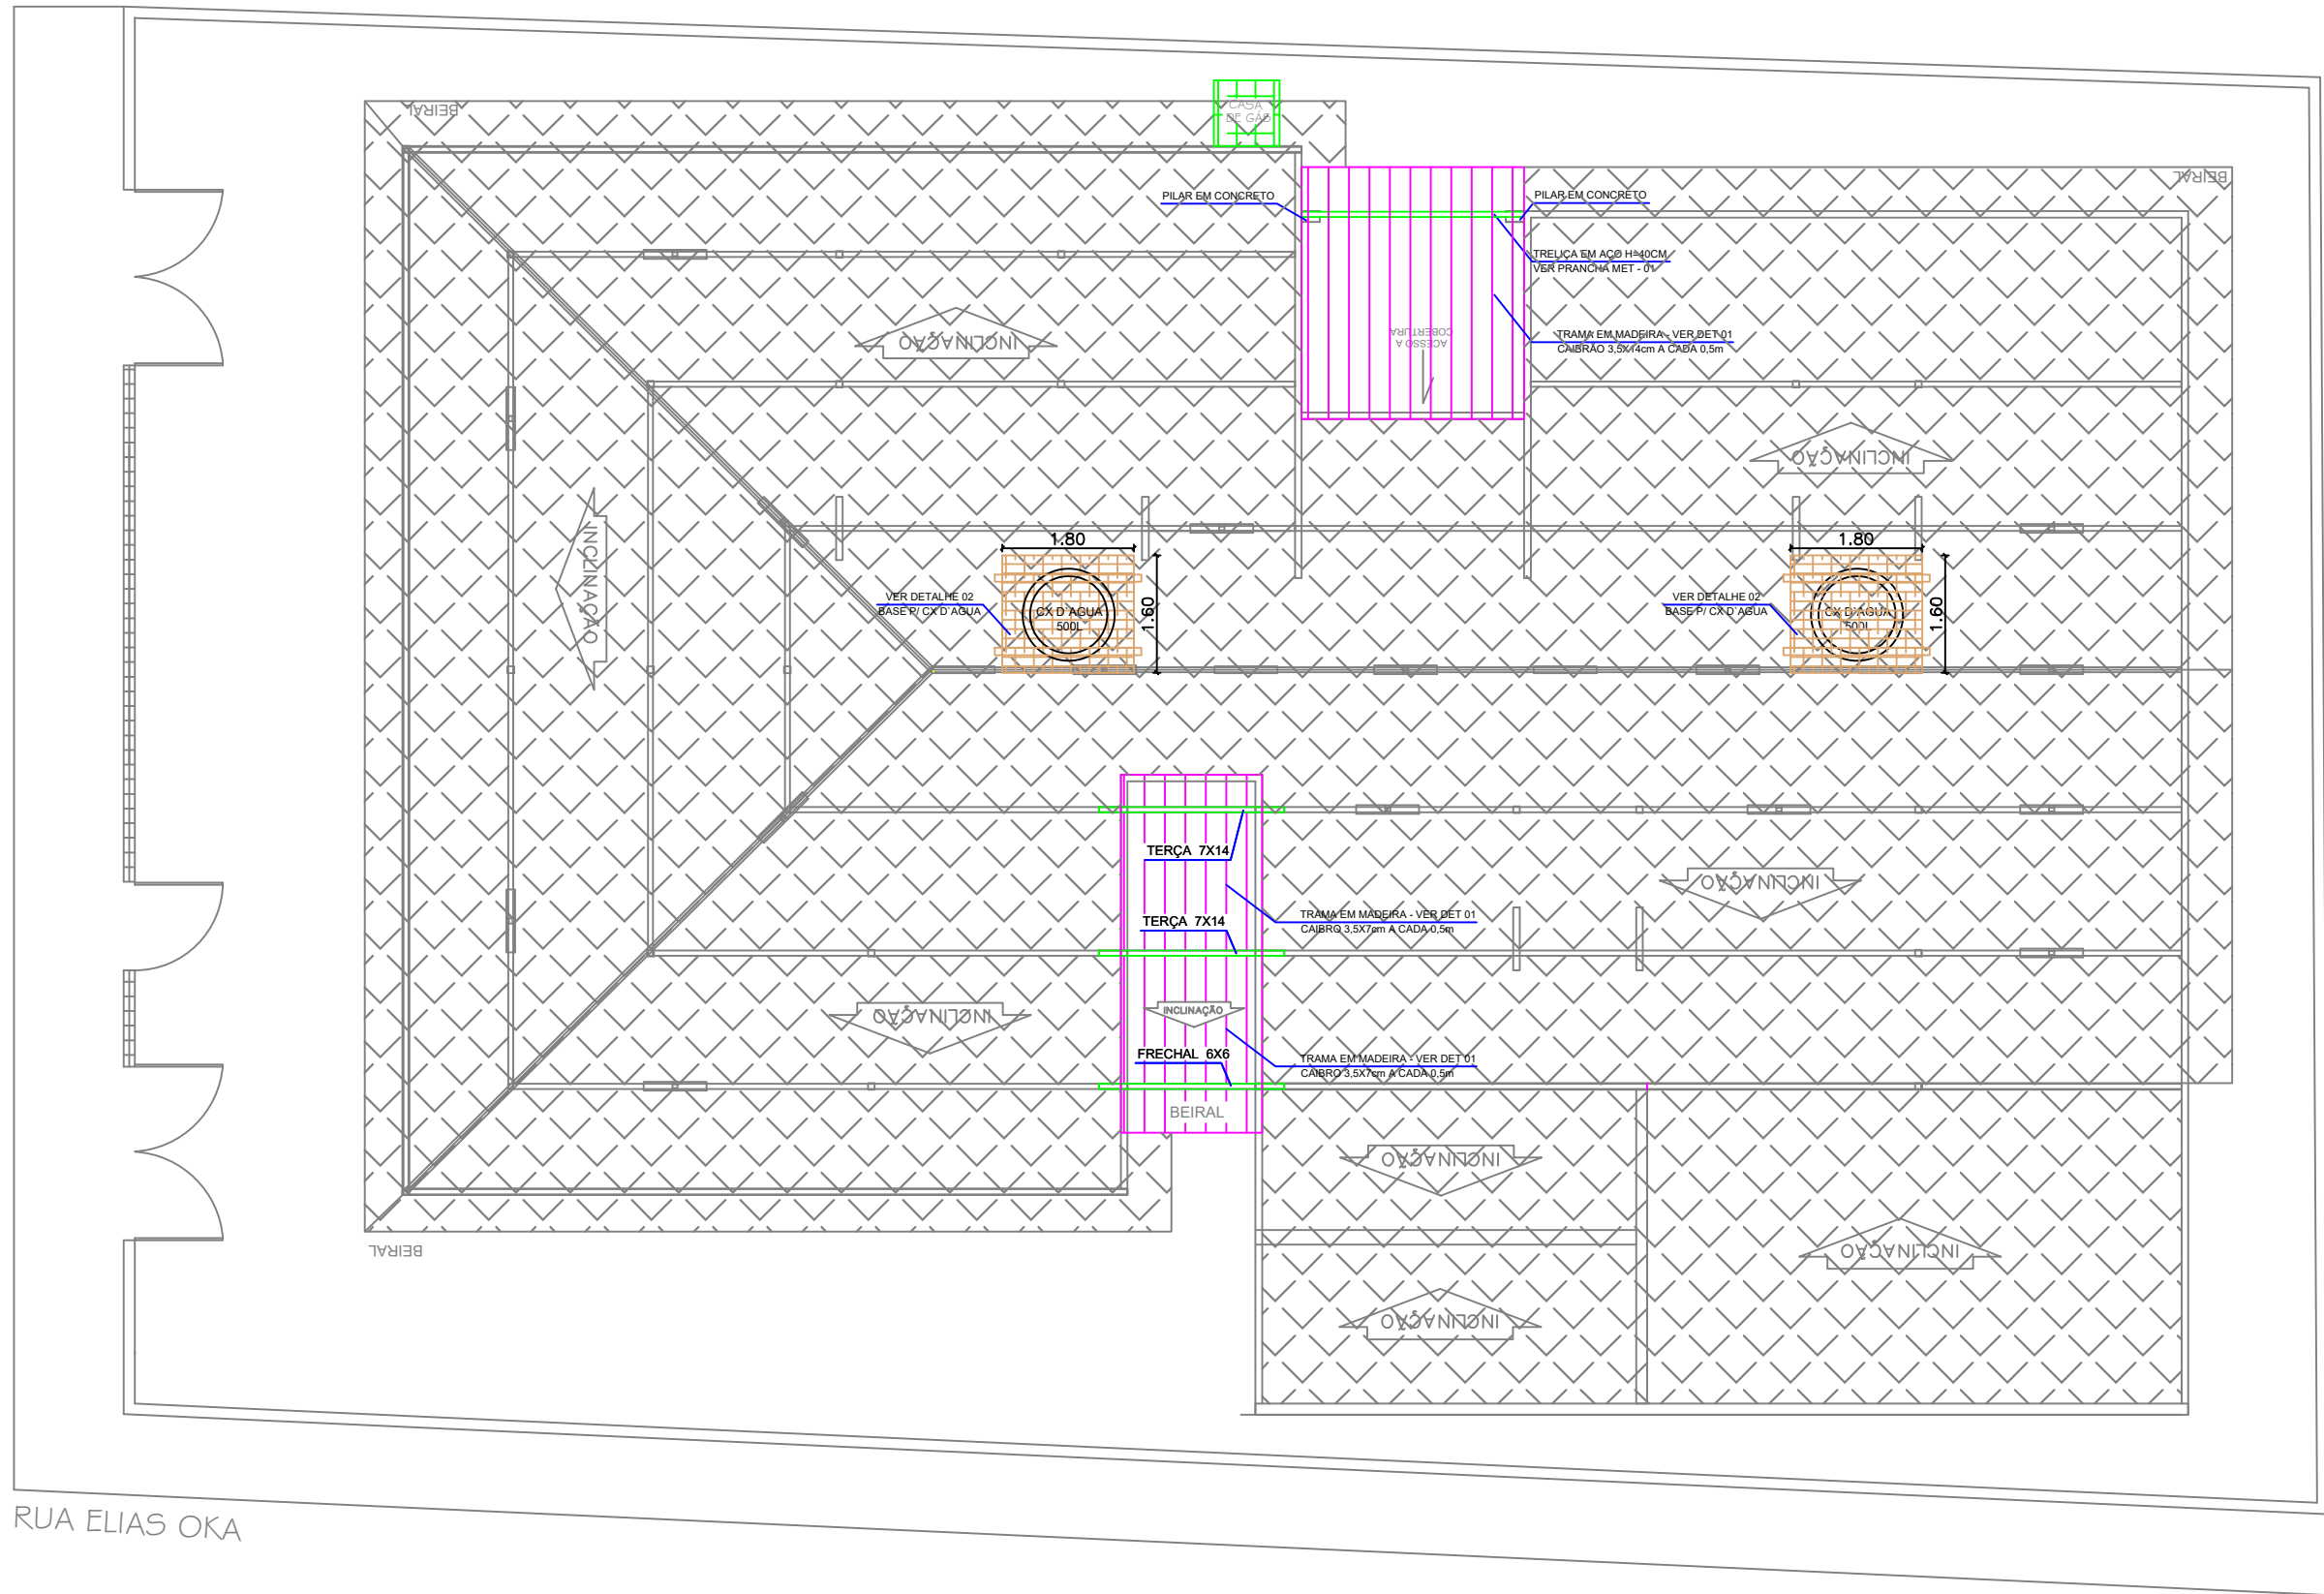 BEIRAL
CASA
DE GÁS
BEIRAL
PILAR EM CONCRETO
PILAR EM CONCRETO
TRELIÇA EM AÇO H=40CM
VER PRANCHA MET - 01
INCLINAÇÃO
ACESSO A
COBERTURA
TRAMA EM MADEIRA - VER DET 01
CAIBRÃO 3,5X14cm A CADA 0,5m
INCLINAÇÃO
INCLINAÇÃO
1.80
1.80
VER DETALHE 02
BASE P/ CX D`AGUA
CX D`AGUA
500L
1.60
VER DETALHE 02
BASE P/ CX D`AGUA
CX D`AGUA
500L
1.60
TERÇA 7X14
INCLINAÇÃO
TERÇA 7X14
TRAMA EM MADEIRA - VER DET 01
CAIBRO 3,5X7cm A CADA 0,5m
INCLINAÇÃO
INCLINAÇÃO
FRECHAL 6X6
TRAMA EM MADEIRA - VER DET 01
CAIBRO 3,5X7cm A CADA 0,5m
BEIRAL
INCLINAÇÃO
BEIRAL
INCLINAÇÃO
INCLINAÇÃO
RUA ELIAS OKA